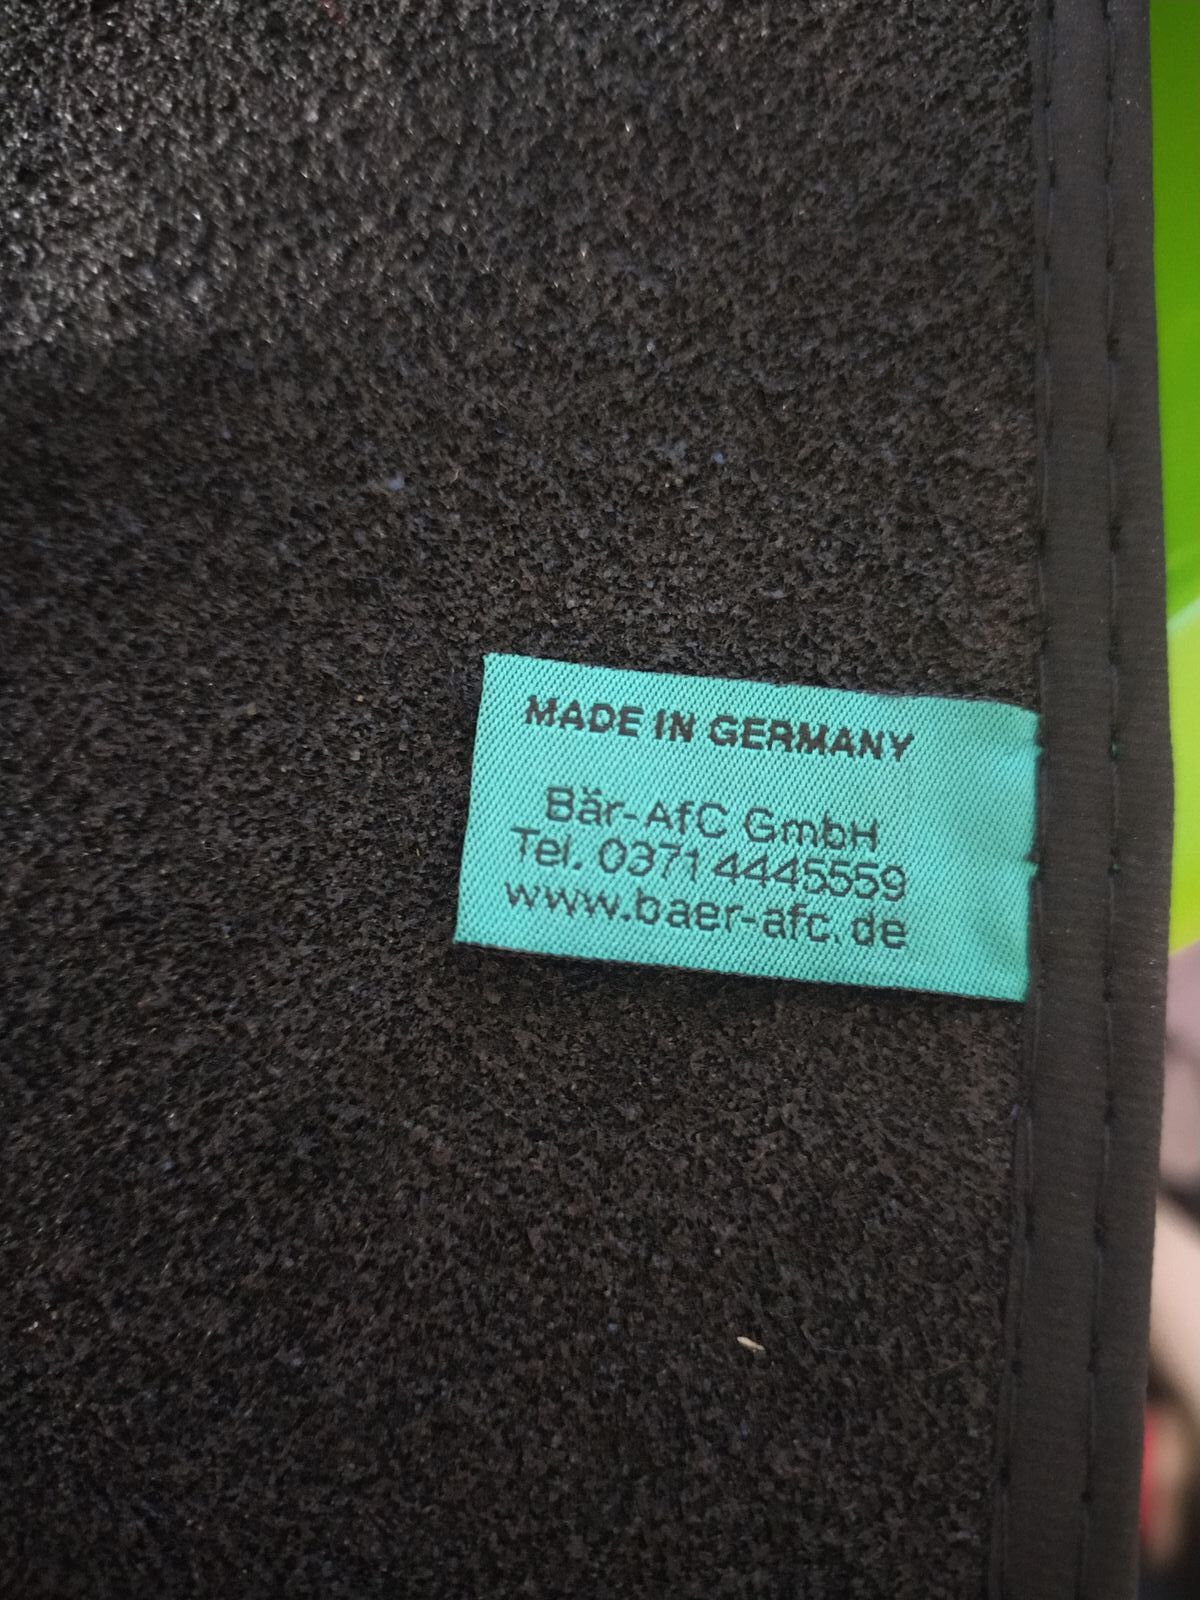 MADE IN GERMANY
Bär-AfC GmbH
Tel. 0371 4445559
www.baer-afc.de